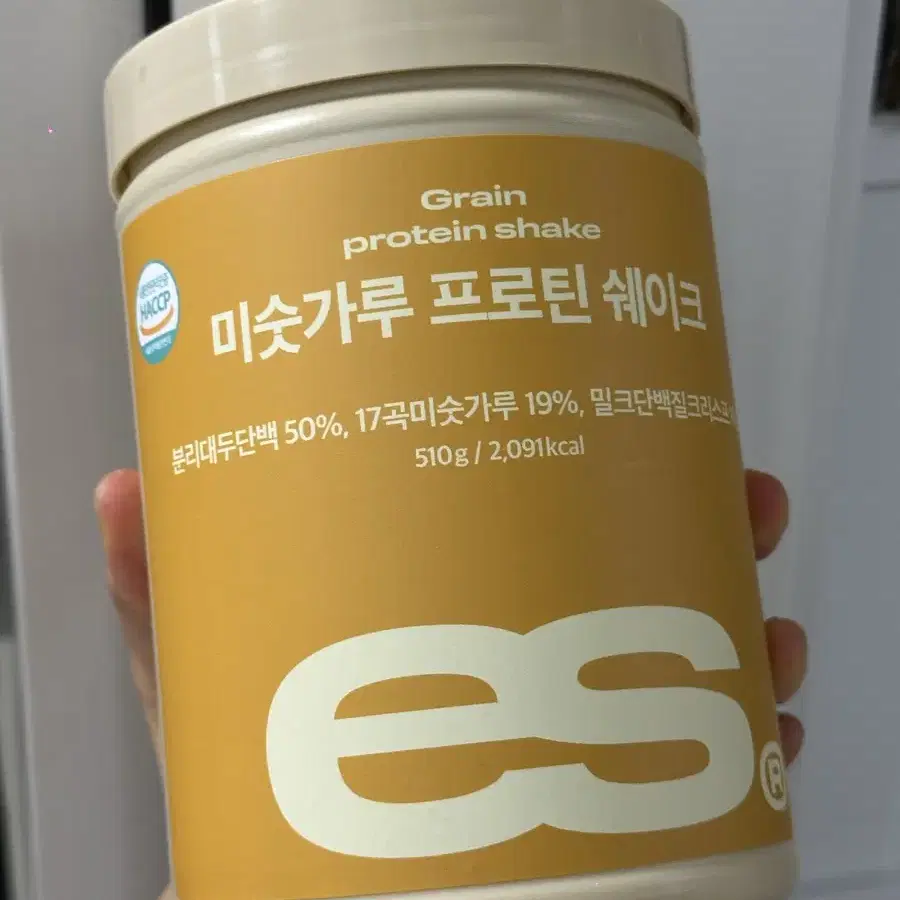 Grain
protein shake
미숫가루 프로틴 쉐이크
HACCP
분리대두단백 50%, 17곡미숫가루 19%, 밀크단백질크리스프
510g / 2,091kcal
es
®